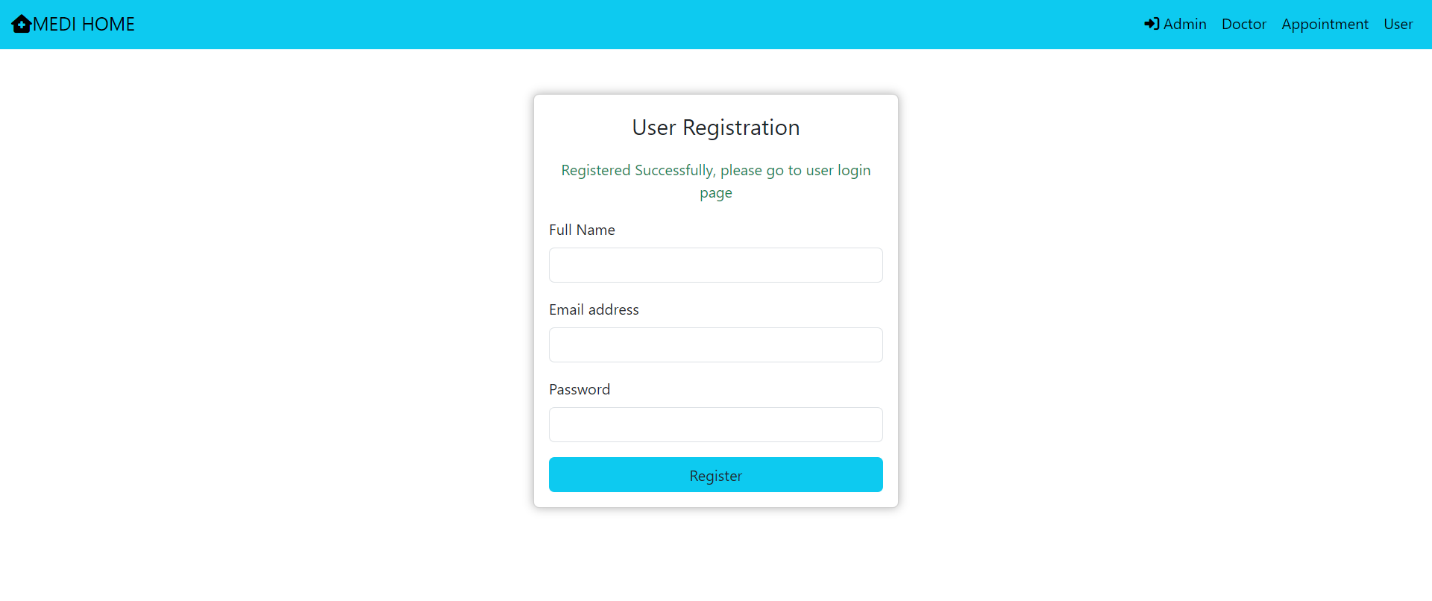 MEDI HOME
Admin Doctor Appointment User
User Registration
Registered Successfully, please go to user login
page
Full Name
Email address
Password
Register